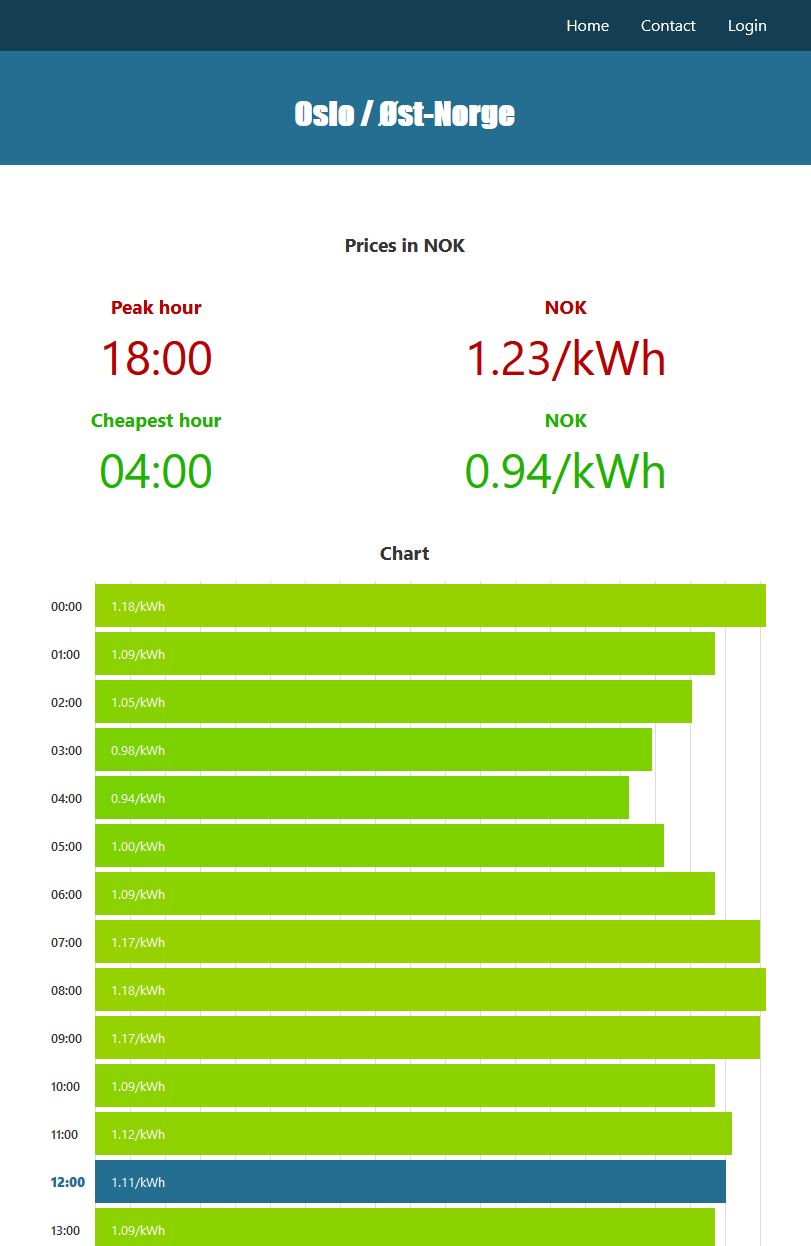 Home Contact Login
Oslo / Øst-Norge
Prices in NOK
Peak hour NOK
18:00 1.23/kWh
Cheapest hour NOK
04:00 0.94/kWh
Chart
00:00 1.18/kWh
01:00 1.09/kWh
02:00 1.05/kWh
03:00 0.98/kWh
04:00 0.94/kWh
05:00 1.00/kWh
06:00 1.09/kWh
07:00 1.17/kWh
08:00 1.18/kWh
09:00 1.17/kWh
10:00 1.09/kWh
11:00 1.12/kWh
12:00 1.11/kWh
13:00 1.09/kWh